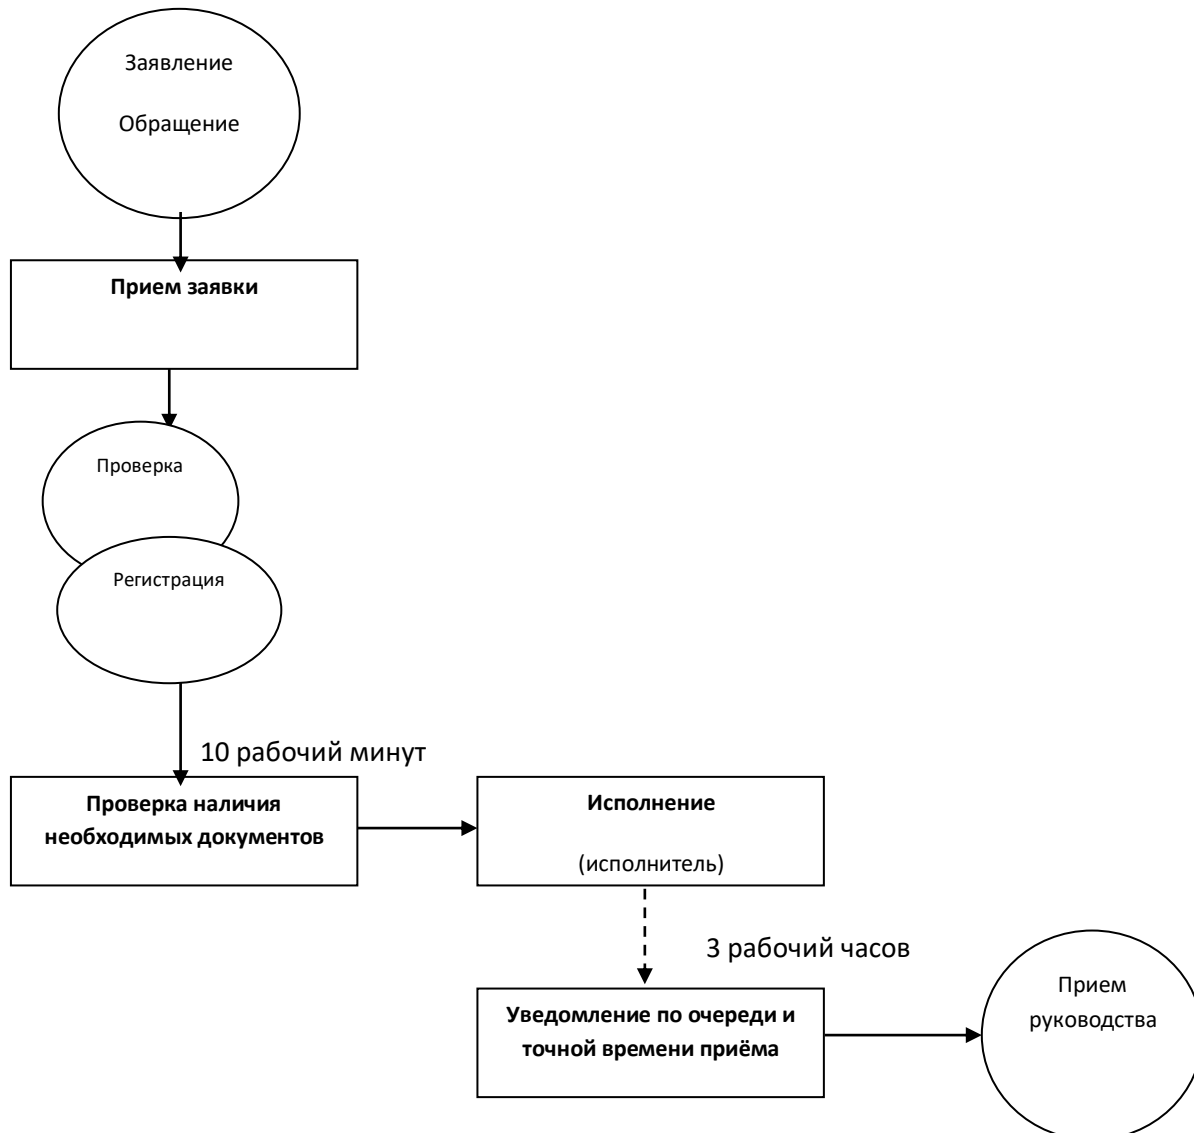 Заявление
Обращение
Прием заявки
Проверка
Регистрация
10 рабочий минут
Проверка наличия
необходимых документов
Исполнение
(исполнитель)
3 рабочий часов
Уведомление по очереди и
точной времени приёма
Прием
руководства